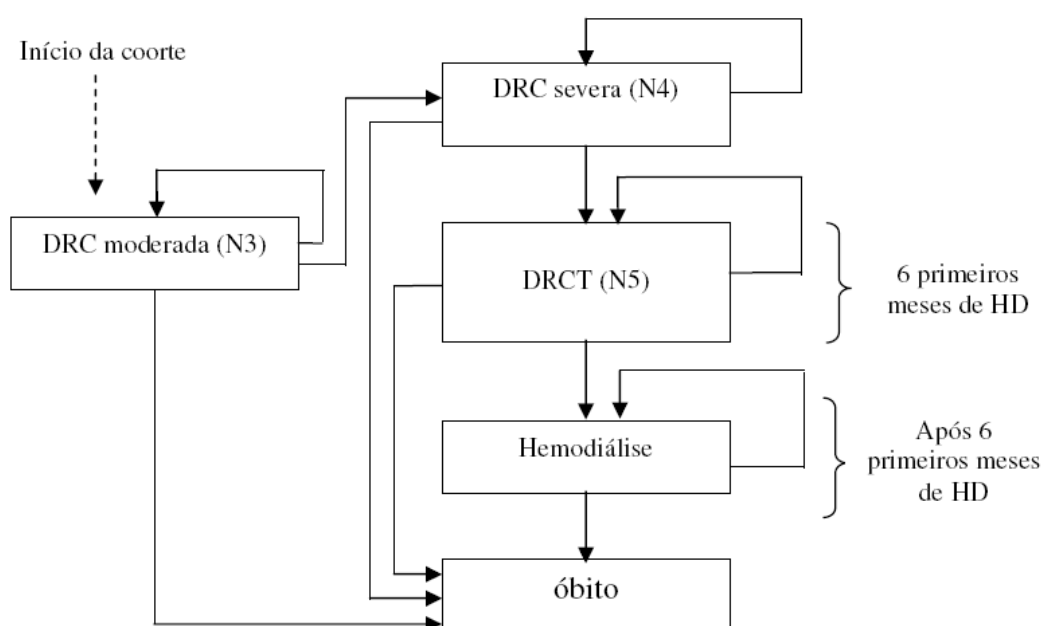 Início da coorte
DRC severa (N4)
DRC moderada (N3)
DRCT (N5)
6 primeiros
meses de HD
Hemodiálise
Após 6
primeiros meses
de HD
óbito